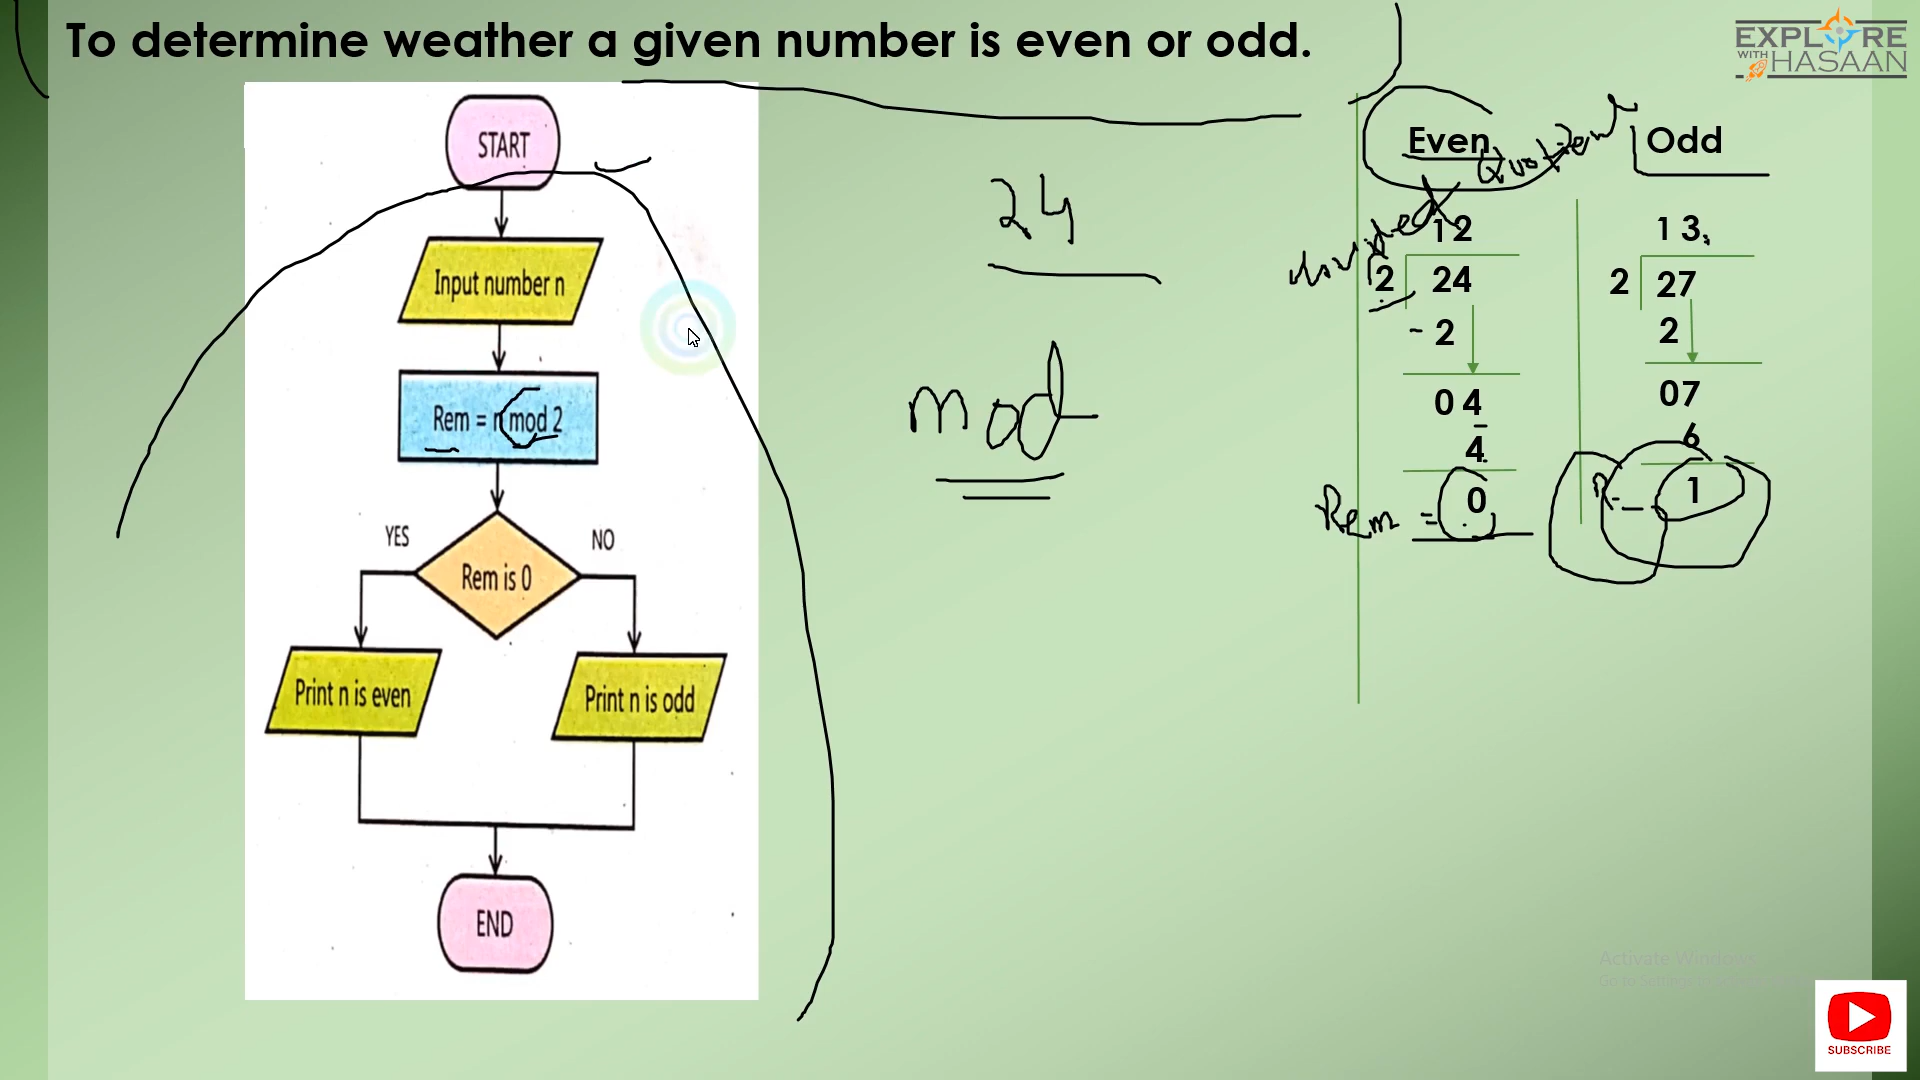 To determine weather a given number is even or odd.
EXPLORE
WITH HASAAN
START
Input number n
Rem = n mod 2
YES
NO
Rem is 0
Print n is even
Print n is odd
END
24
mod
Even
Quotient
Odd
12
2 24
- 2
04
4
Rem = 0
13
2 27
2
07
6
R - 1
Activate Windows
SUBSCRIBE